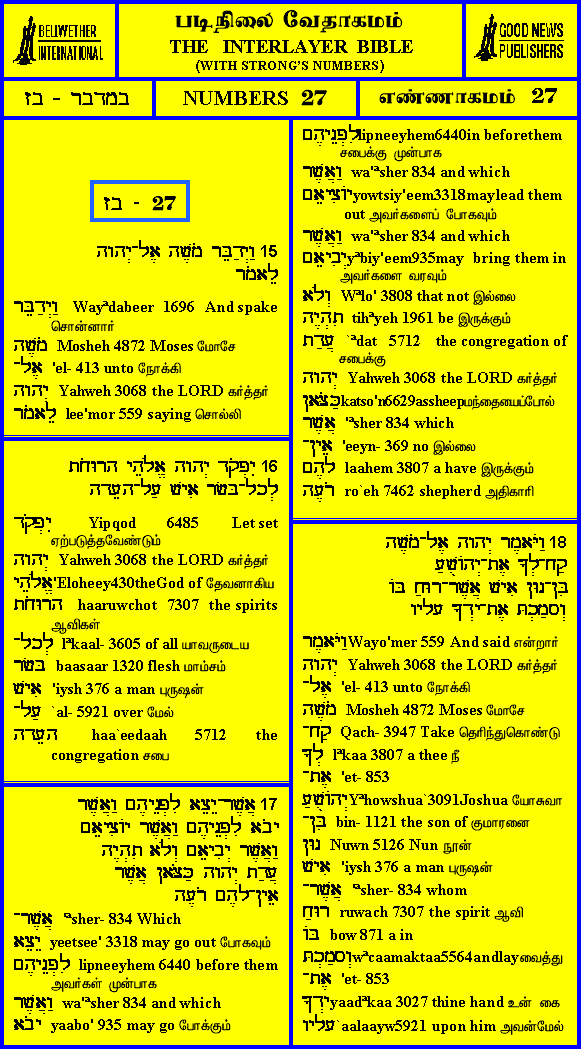 BELLWETHER
INTERNATIONAL
படிநிலை வேதாகமம்
THE INTERLAYER BIBLE
(WITH STRONG'S NUMBERS)
GOOD NEWS
PUBLISHERS
במדבר - בז
NUMBERS 27
எண்ணாகமம் 27
בז - 27
15 וַיְדַבֵּר מֹשֶׁה אֶל־יְהוָה
לֵאמֹר
וַיְדַבֵּר Wayªdabeer 1696 And spake
சொன்னார்
מֹשֶׁה Mosheh 4872 Moses மோசே
אֶל־ 'el- 413 unto நோக்கி
יְהוָה Yahweh 3068 the LORD கர்த்தர்
לֵאמֹר lee'mor 559 saying சொல்லி
16 יִפְקֹד יְהוָה אֱלֹהֵי הָרוּחֹת
לְכָל־בָּשָׂר אִישׁ עַל־הָעֵדָה
יִפְקֹד Yipqod 6485 Let set
ஏற்படுத்தவேண்டும்
יְהוָה Yahweh 3068 the LORD கர்த்தர்
אֱלֹהֵי 'Eloheey430theGod of தேவனாகிய
הָרוּחֹת haaruwchot 7307 the spirits
ஆவிகள்
לְכָל־ lªkaal- 3605 of all யாவருடைய
בָּשָׂר baasaar 1320 flesh மாம்சம்
אִישׁ 'iysh 376 a man புருஷன்
עַל־ `al- 5921 over மேல்
הָעֵדָה haa`eedaah 5712 the
congregation சபை
17 אֲשֶׁר־יֵצֵא לִפְנֵיהֶם וַאֲשֶׁר
יָבֹא לִפְנֵיהֶם וַאֲשֶׁר יוֹצִיאֵם
וַאֲשֶׁר יְבִיאֵם וְלֹא תִהְיֶה
עֲדַת יְהוָה כַּצֹּאן אֲשֶׁר
אֵין־לָהֶם רֹעֶה
אֲשֶׁר־ ªsher- 834 Which
יֵצֵא yeetsee' 3318 may go out போகவும்
לִפְנֵיהֶם lipneeyhem 6440 before them
அவர்கள் முன்பாக
וַאֲשֶׁר wa'ªsher 834 and which
יָבֹא yaabo' 935 may go போக்கும்
לִפְנֵיהֶם lipneeyhem6440in beforethem
சபைக்கு முன்பாக
וַאֲשֶׁר wa'ªsher 834 and which
יוֹצִיאֵם yowtsiy'eem3318maylead them
out அவர்களைப் போகவும்
וַאֲשֶׁר wa'ªsher 834 and which
יְבִיאֵם yªbiy'eem935may bring them in
அவர்களை வரவும்
וְלֹא Wªlo' 3808 that not இல்லை
תִהְיֶה tihªyeh 1961 be இருக்கும்
עֲדַת `ªdat 5712 the congregation of
சபைக்கு
יְהוָה Yahweh 3068 the LORD கர்த்தர்
כַּצֹּאן katso'n6629assheepமந்தையைப்போல்
אֲשֶׁר 'ªsher 834 which
אֵין־ 'eeyn- 369 no இல்லை
לָהֶם laahem 3807 a have இருக்கும்
רֹעֶה ro`eh 7462 shepherd அதிகாரி
18 וַיֹּאמֶר יְהוָה אֶל־מֹשֶׁה
קַח־לְךָ אֶת־יְהוֹשֻׁעַ
בִּן־נוּן אִישׁ אֲשֶׁר־רוּחַ בּוֹ
וְסָמַכְתָּ אֶת־יָדְךָ עָלָיו
וַיֹּאמֶר Wayo'mer 559 And said என்றார்
יְהוָה Yahweh 3068 the LORD கர்த்தர்
אֶל־ 'el- 413 unto நோக்கி
מֹשֶׁה Mosheh 4872 Moses மோசே
קַח־ Qach- 3947 Take தெரிந்துகொண்டு
לְךָ lªkaa 3807 a thee நீ
אֶת־ 'et- 853
יְהוֹשֻׁעַ Yªhowshua`3091Joshua யோசுவா
בִּן־ bin- 1121 the son of குமாரனை
נוּן Nuwn 5126 Nun நூன்
אִישׁ 'iysh 376 a man புருஷன்
אֲשֶׁר־ ªsher- 834 whom
רוּחַ ruwach 7307 the spirit ஆவி
בּוֹ bow 871 a in
וְסָמַכְתָּ wªcaamaktaa5564andlayவைத்து
אֶת־ 'et- 853
יָדְךָ yaadªkaa 3027 thine hand உன் கை
עָלָיו `aalaayw5921 upon him அவன்மேல்